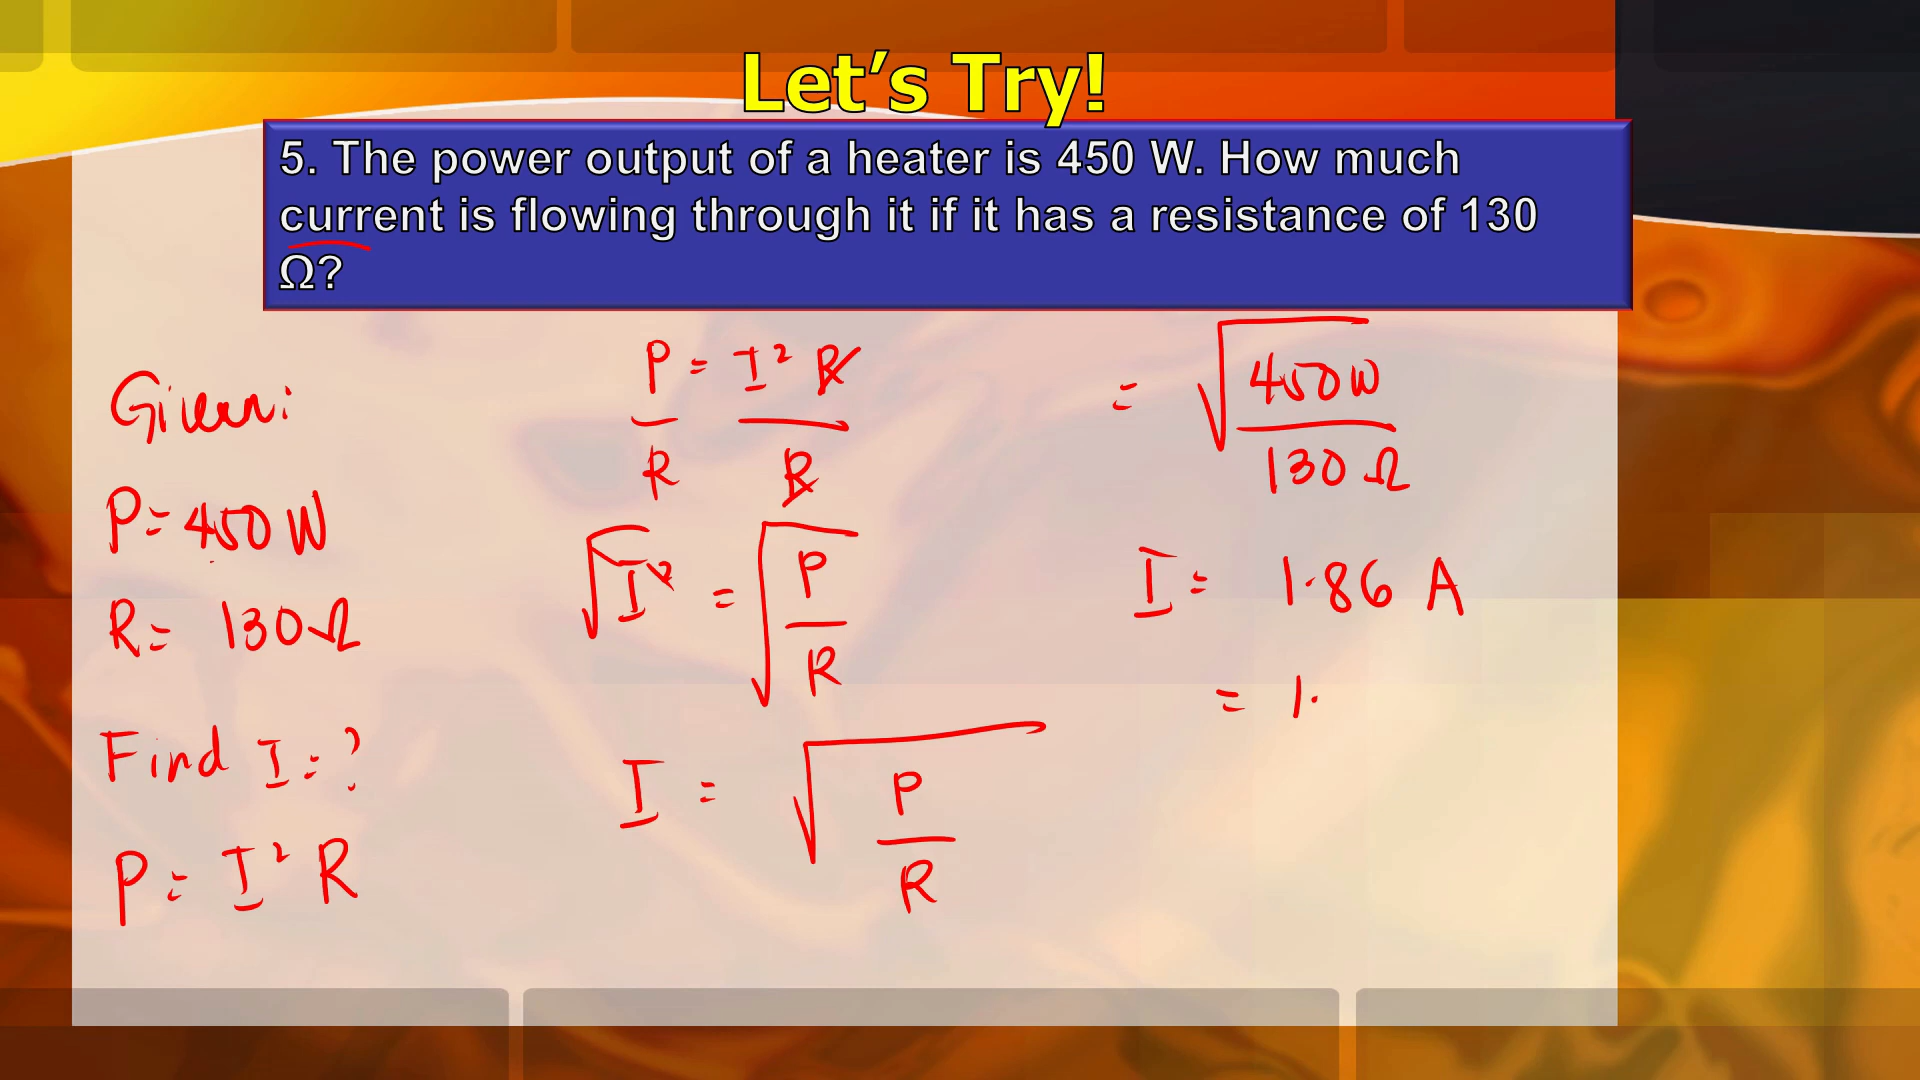 Let's Try!
5. The power output of a heater is 450 W. How much
current is flowing through it if it has a resistance of 130
Ω?
Given:
P = 450 W
R = 130 Ω
Find I = ?
P = I² R
P/R = I² R/R
√I² = √(P/R)
I = √(P/R)
= √(450 W/130 Ω)
I = 1.86 A
= 1.